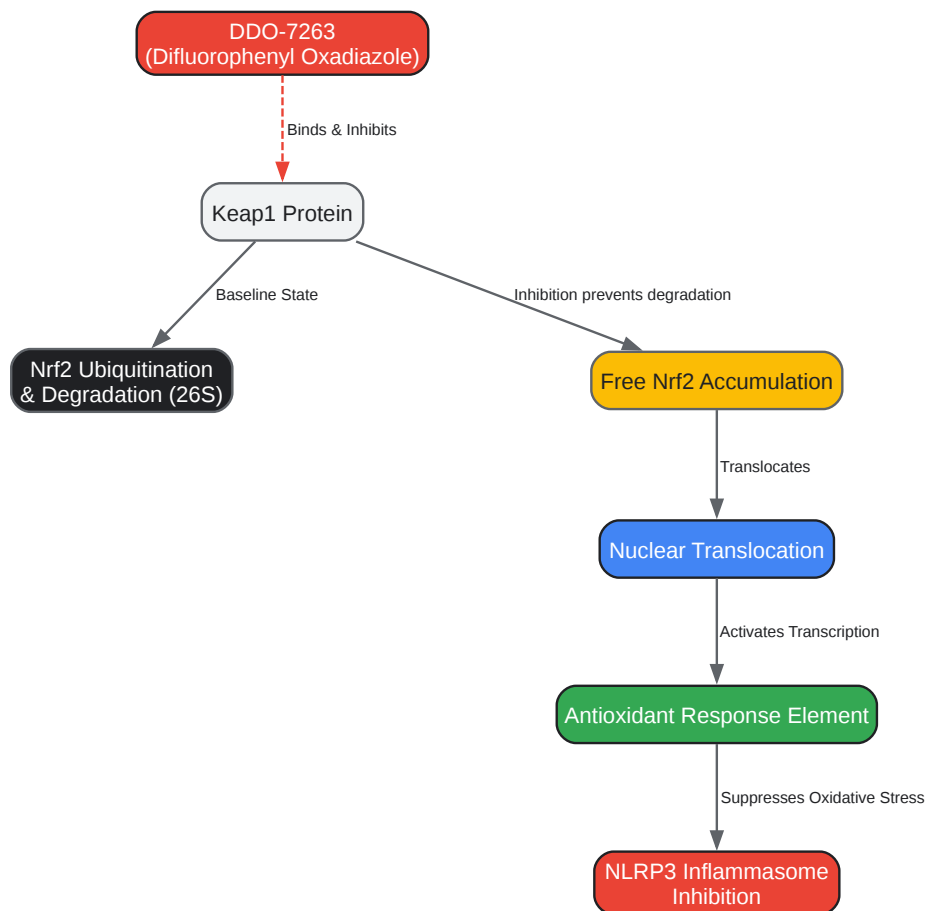 DDO-7263
(Difluorophenyl Oxadiazole)
Binds & Inhibits
Keap1 Protein
Baseline State
Inhibition prevents degradation
Nrf2 Ubiquitination
& Degradation (26S)
Free Nrf2 Accumulation
Translocates
Nuclear Translocation
Activates Transcription
Antioxidant Response Element
Suppresses Oxidative Stress
NLRP3 Inflammasome
Inhibition